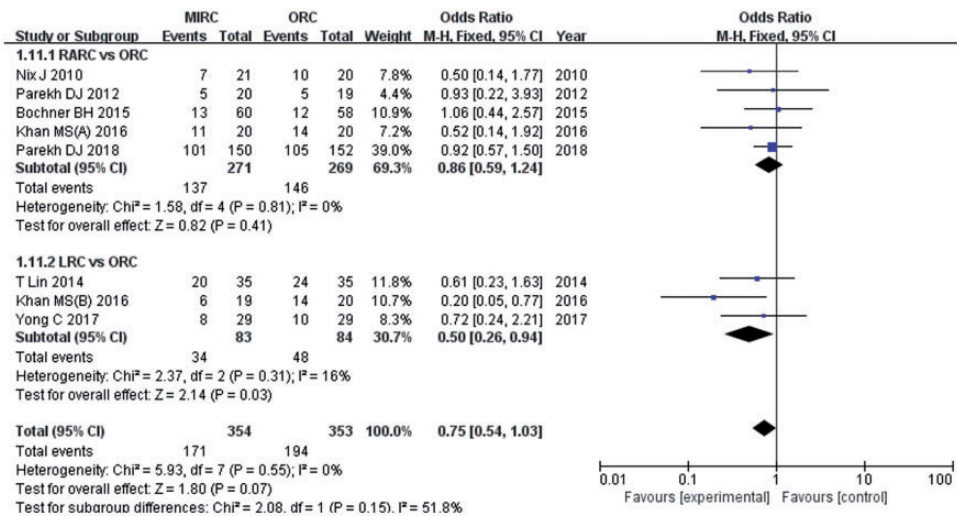 MIRC ORC Odds Ratio Odds Ratio
Study or Subgroup Events Total Events Total Weight M-H, Fixed, 95% CI Year M-H, Fixed, 95% CI
1.11.1 RARC vs ORC
Nix J 2010 7 21 10 20 7.8% 0.50 [0.14, 1.77] 2010
Parekh DJ 2012 5 20 5 19 4.4% 0.93 [0.22, 3.93] 2012
Bochner BH 2015 13 60 12 58 10.9% 1.06 [0.44, 2.57] 2015
Khan MS(A) 2016 11 20 14 20 7.2% 0.52 [0.14, 1.92] 2016
Parekh DJ 2018 101 150 105 152 39.0% 0.92 [0.57, 1.50] 2018
Subtotal (95% CI) 271 269 69.3% 0.86 [0.59, 1.24]
Total events 137 146
Heterogeneity: Chi² = 1.58, df = 4 (P = 0.81); I² = 0%
Test for overall effect: Z = 0.82 (P = 0.41)
1.11.2 LRC vs ORC
T Lin 2014 20 35 24 35 11.8% 0.61 [0.23, 1.63] 2014
Khan MS(B) 2016 6 19 14 20 10.7% 0.20 [0.05, 0.77] 2016
Yong C 2017 8 29 10 29 8.3% 0.72 [0.24, 2.21] 2017
Subtotal (95% CI) 83 84 30.7% 0.50 [0.26, 0.94]
Total events 34 48
Heterogeneity: Chi² = 2.37, df = 2 (P = 0.31); I² = 16%
Test for overall effect: Z = 2.14 (P = 0.03)
Total (95% CI) 354 353 100.0% 0.75 [0.54, 1.03]
Total events 171 194
Heterogeneity: Chi² = 5.93, df = 7 (P = 0.55); I² = 0%
Test for overall effect: Z = 1.80 (P = 0.07)
Test for subgroup differences: Chi² = 2.08, df = 1 (P = 0.15), I² = 51.8%
0.01 0.1 1 10 100
Favours [experimental] Favours [control]